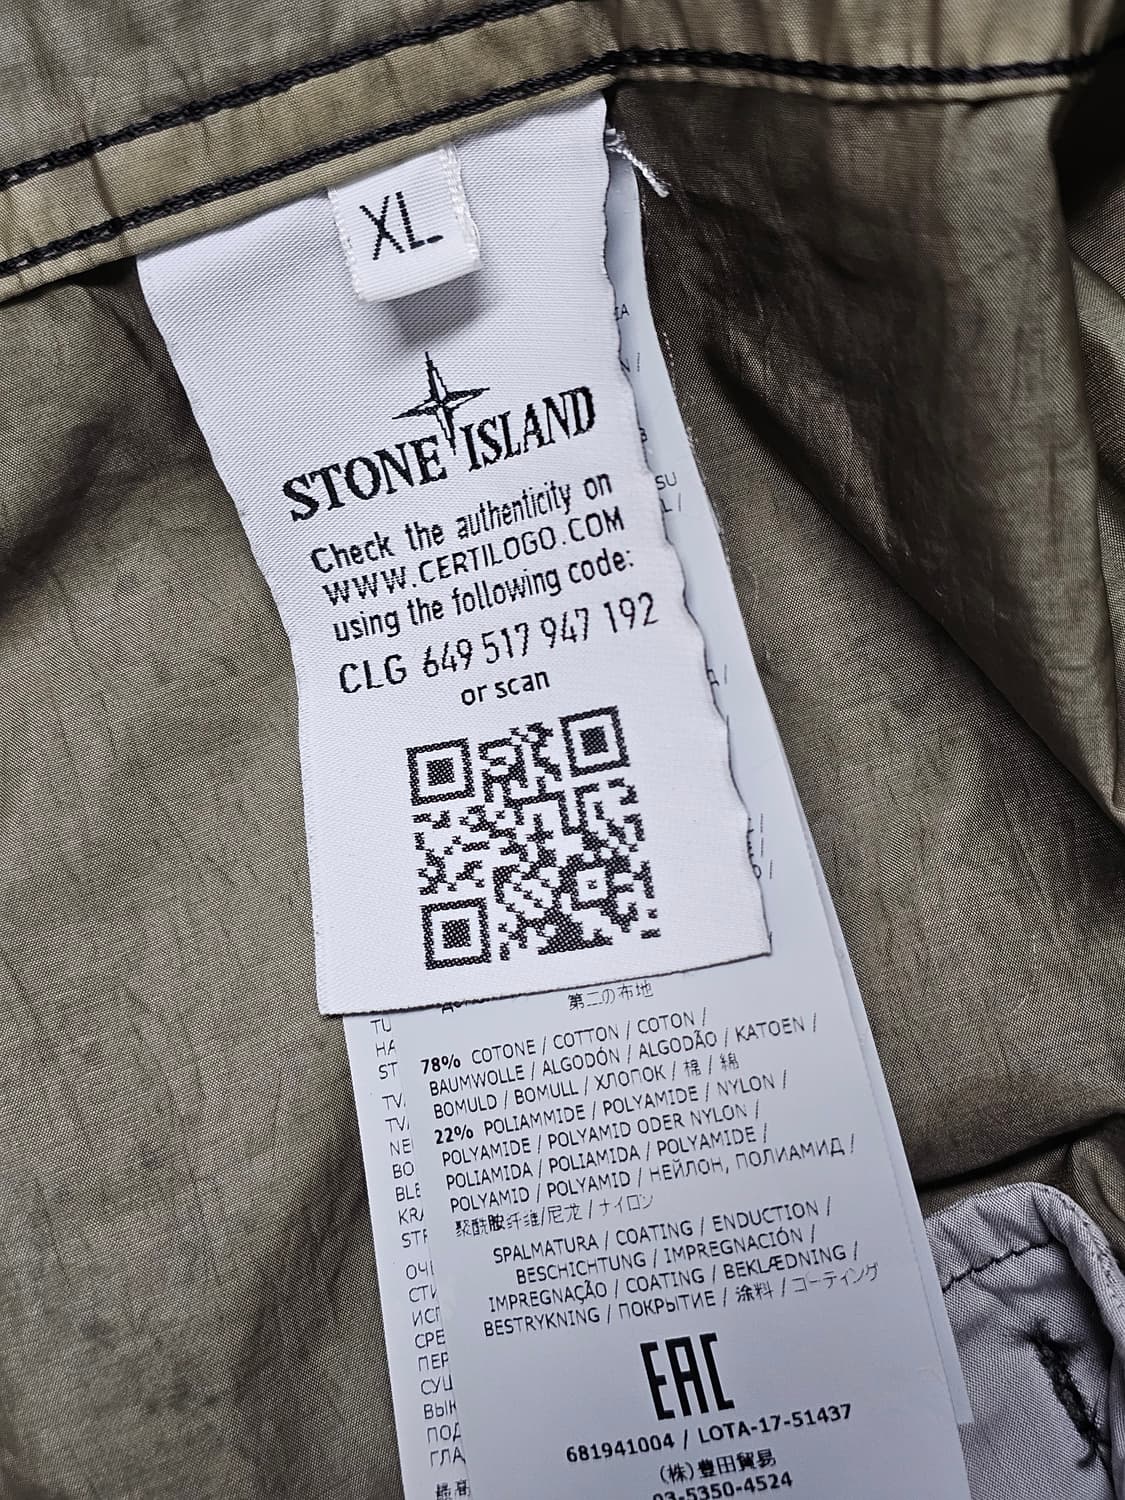 XL
STONE ISLAND
Check the authenticity on
WWW.CERTILOGO.COM
using the following code:
CLG 649 517 947 192
or scan
第二の布地
78% COTONE / COTTON / COTON /
BAUMWOLLE / ALGODÓN / ALGODÃO / KATOEN /
BOMULD / BOMULL / ХЛОПОК / 棉 / 綿
22% POLIAMMIDE / POLYAMIDE / NYLON /
POLYAMIDE / POLYAMID ODER NYLON /
POLIAMIDA / POLIAMIDA / POLYAMIDE /
POLYAMID / POLYAMID / НЕЙЛОН, ПОЛИАМИД /
聚酰胺纤维/尼龙 / ナイロン
SPALMATURA / COATING / ENDUCTION /
BESCHICHTUNG / IMPREGNACIÓN /
IMPREGNAÇÃO / COATING / BEKLÆDNING /
BESTRYKNING / ПОКРЫТИЕ / 涂料 / コーティング
EAC
681941004 / LOTA-17-51437
(株)豊田貿易
03-5350-4524